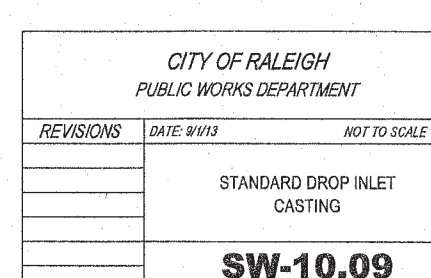 CITY OF RALEIGH
PUBLIC WORKS DEPARTMENT
REVISIONS DATE: 9/1/13 NOT TO SCALE
STANDARD DROP INLET
CASTING
SW-10.09